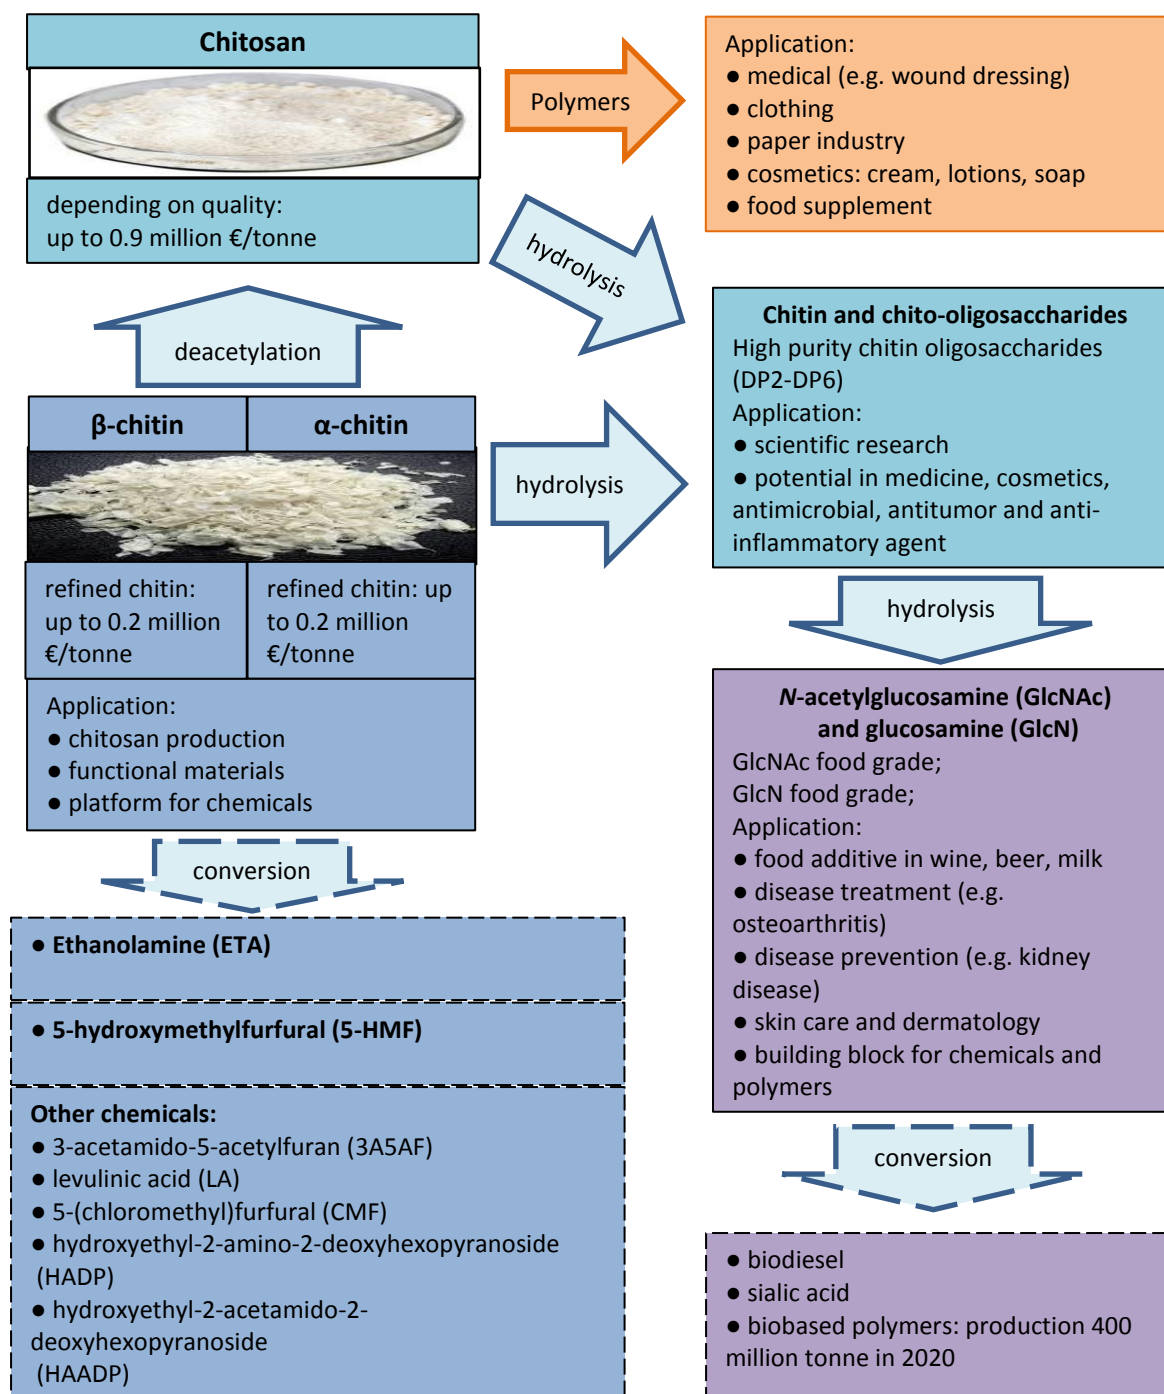 Chitosan
depending on quality:
up to 0.9 million €/tonne
Polymers
Application:
● medical (e.g. wound dressing)
● clothing
● paper industry
● cosmetics: cream, lotions, soap
● food supplement
hydrolysis
deacetylation
β-chitin
α-chitin
refined chitin:
up to 0.2 million
€/tonne
refined chitin: up
to 0.2 million
€/tonne
Application:
● chitosan production
● functional materials
● platform for chemicals
hydrolysis
Chitin and chito-oligosaccharides
High purity chitin oligosaccharides
(DP2-DP6)
Application:
● scientific research
● potential in medicine, cosmetics,
antimicrobial, antitumor and anti-
inflammatory agent
hydrolysis
N-acetylglucosamine (GlcNAc)
and glucosamine (GlcN)
GlcNAc food grade;
GlcN food grade;
Application:
● food additive in wine, beer, milk
● disease treatment (e.g.
osteoarthritis)
● disease prevention (e.g. kidney
disease)
● skin care and dermatology
● building block for chemicals and
polymers
conversion
● Ethanolamine (ETA)
● 5-hydroxymethylfurfural (5-HMF)
Other chemicals:
● 3-acetamido-5-acetylfuran (3A5AF)
● levulinic acid (LA)
● 5-(chloromethyl)furfural (CMF)
● hydroxyethyl-2-amino-2-deoxyhexopyranoside
(HADP)
● hydroxyethyl-2-acetamido-2-
deoxyhexopyranoside
(HAADP)
conversion
● biodiesel
● sialic acid
● biobased polymers: production 400
million tonne in 2020